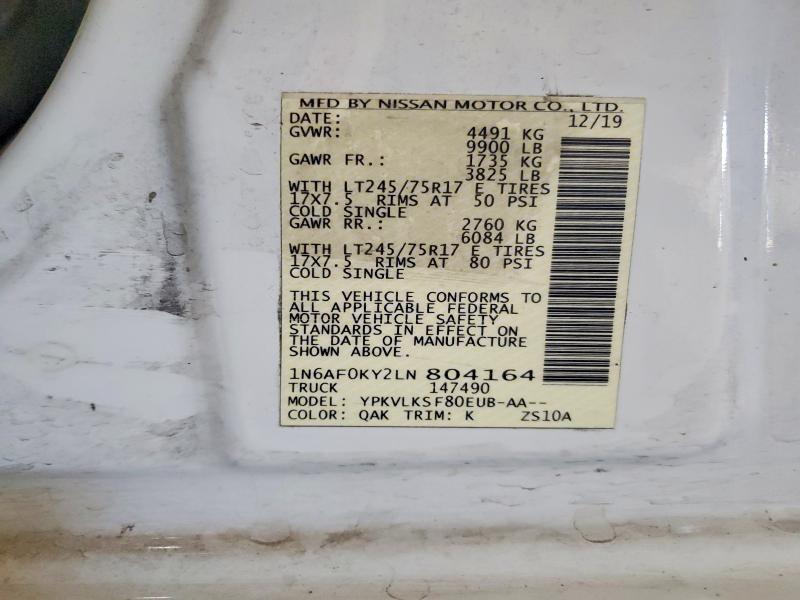 MFD BY NISSAN MOTOR CO., LTD.
DATE: 12/19
GVWR: 4491 KG
9900 LB
GAWR FR.: 1735 KG
3825 LB
WITH LT245/75R17 E TIRES
17X7.5 RIMS AT 50 PSI
COLD SINGLE
GAWR RR.: 2760 KG
6084 LB
WITH LT245/75R17 E TIRES
17X7.5 RIMS AT 80 PSI
COLD SINGLE
THIS VEHICLE CONFORMS TO
ALL APPLICABLE FEDERAL
MOTOR VEHICLE SAFETY
STANDARDS IN EFFECT ON
THE DATE OF MANUFACTURE
SHOWN ABOVE.
1N6AF0KY2LN 804164
TRUCK 147490
MODEL: YPKVLKSF80EUB-AA--
COLOR: QAK TRIM: K ZS10A